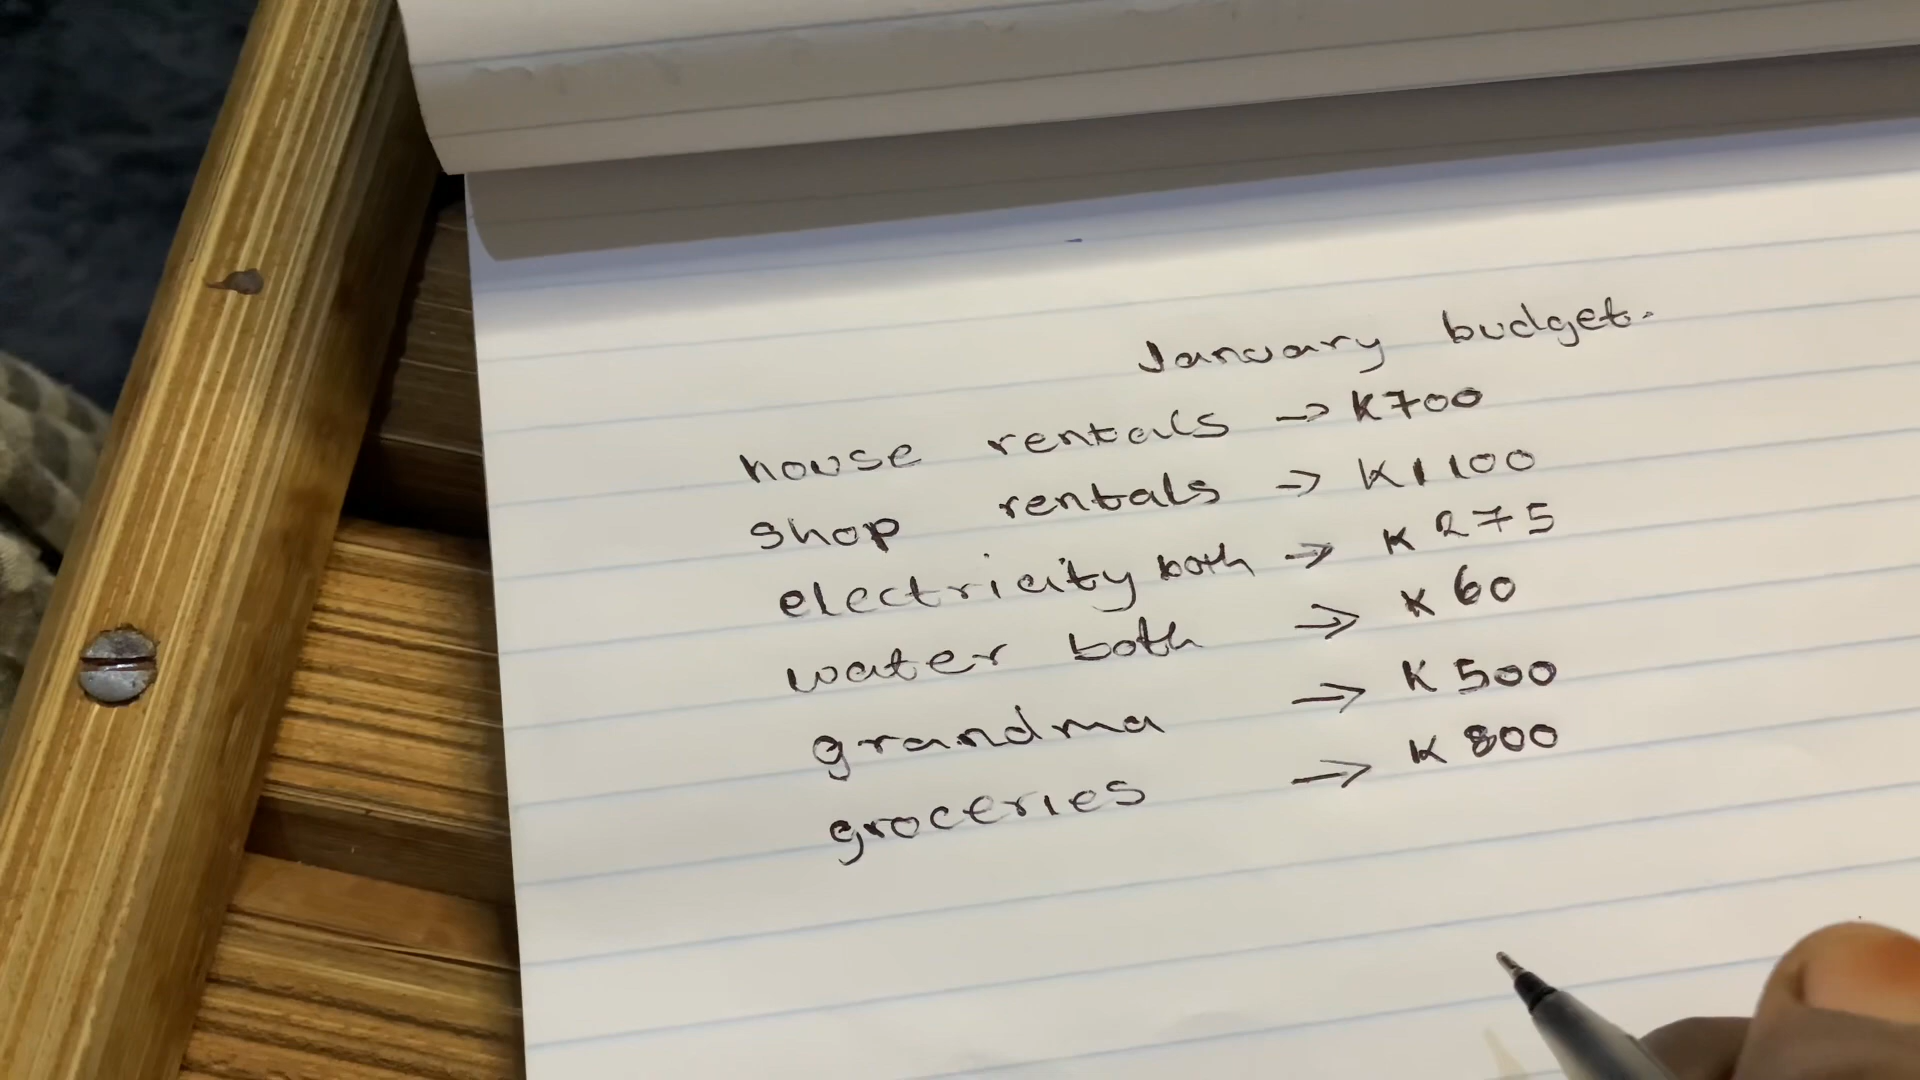 January budget.
house rentals → K700
shop rentals → K1100
electricity both → K275
water both → K60
grandma → K500
groceries → K800